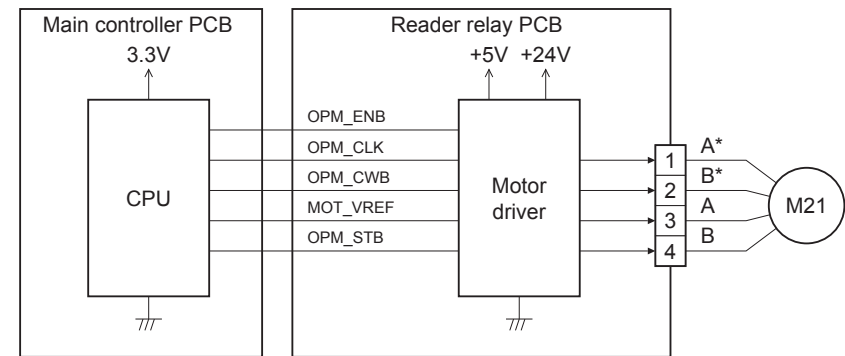 Main controller PCB
Reader relay PCB
3.3V
+5V +24V
OPM_ENB
OPM_CLK
OPM_CWB
MOT_VREF
OPM_STB
CPU
Motor
driver
1
2
3
4
A*
B*
A
B
M21